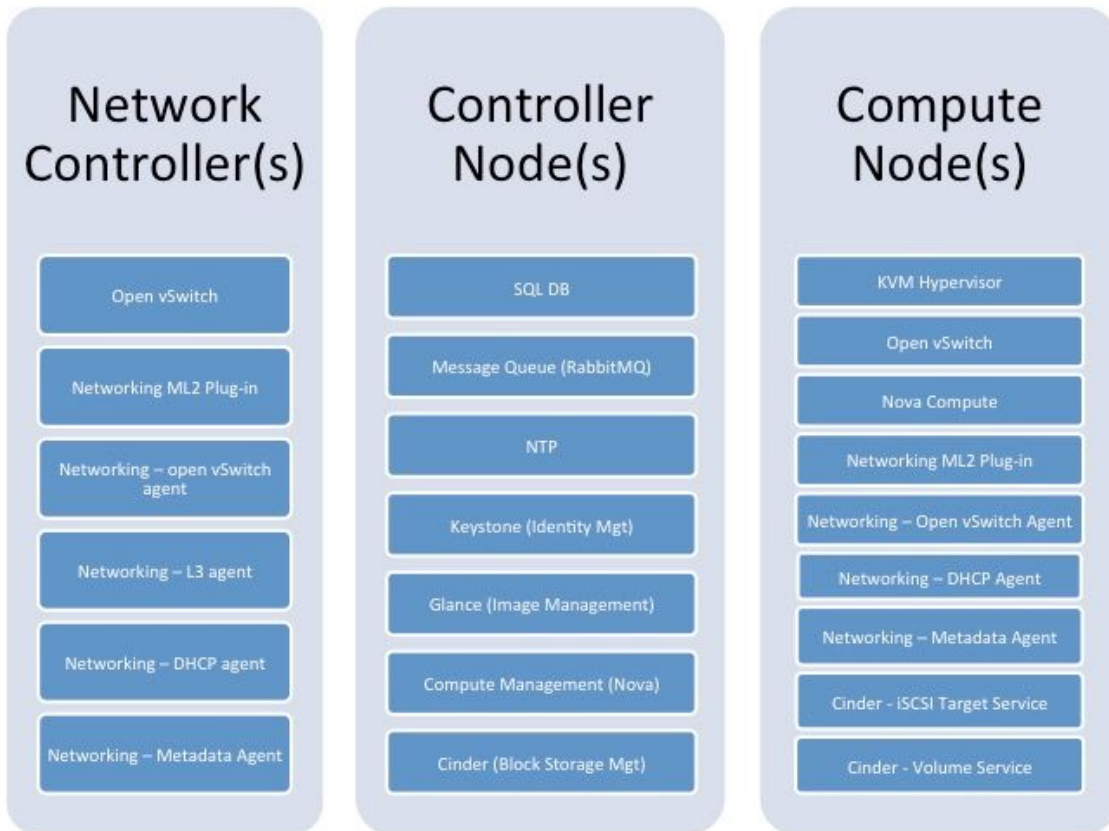 Network
Controller(s)
Open vSwitch
Networking ML2 Plug-in
Networking – open vSwitch
agent
Networking – L3 agent
Networking – DHCP agent
Networking – Metadata Agent
Controller
Node(s)
SQL DB
Message Queue (RabbitMQ)
NTP
Keystone (Identity Mgt)
Glance (Image Management)
Compute Management (Nova)
Cinder (Block Storage Mgt)
Compute
Node(s)
KVM Hypervisor
Open vSwitch
Nova Compute
Networking ML2 Plug-in
Networking – Open vSwitch Agent
Networking – DHCP Agent
Networking – Metadata Agent
Cinder - iSCSI Target Service
Cinder - Volume Service